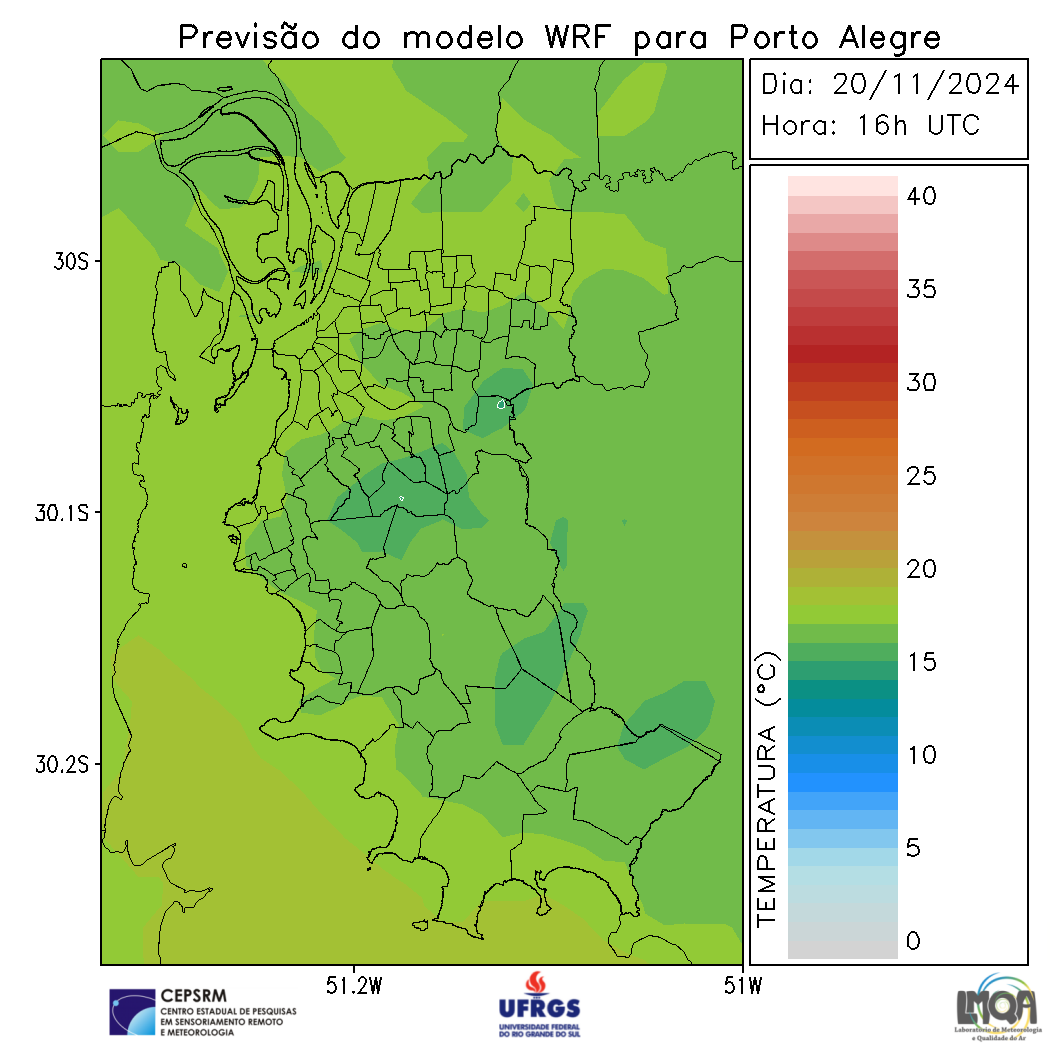 Previsão do modelo WRF para Porto Alegre
Dia: 20/11/2024
Hora: 16h UTC
30S
30.1S
30.2S
51.2W
51W
TEMPERATURA (°C)
40
35
30
25
20
15
10
5
0
CEPSRM
CENTRO ESTADUAL DE PESQUISAS
EM SENSORIAMENTO REMOTO
E METEOROLOGIA
UFRGS
UNIVERSIDADE FEDERAL
DO RIO GRANDE DO SUL
LMQA
Laboratório de Meteorologia
e Qualidade do Ar